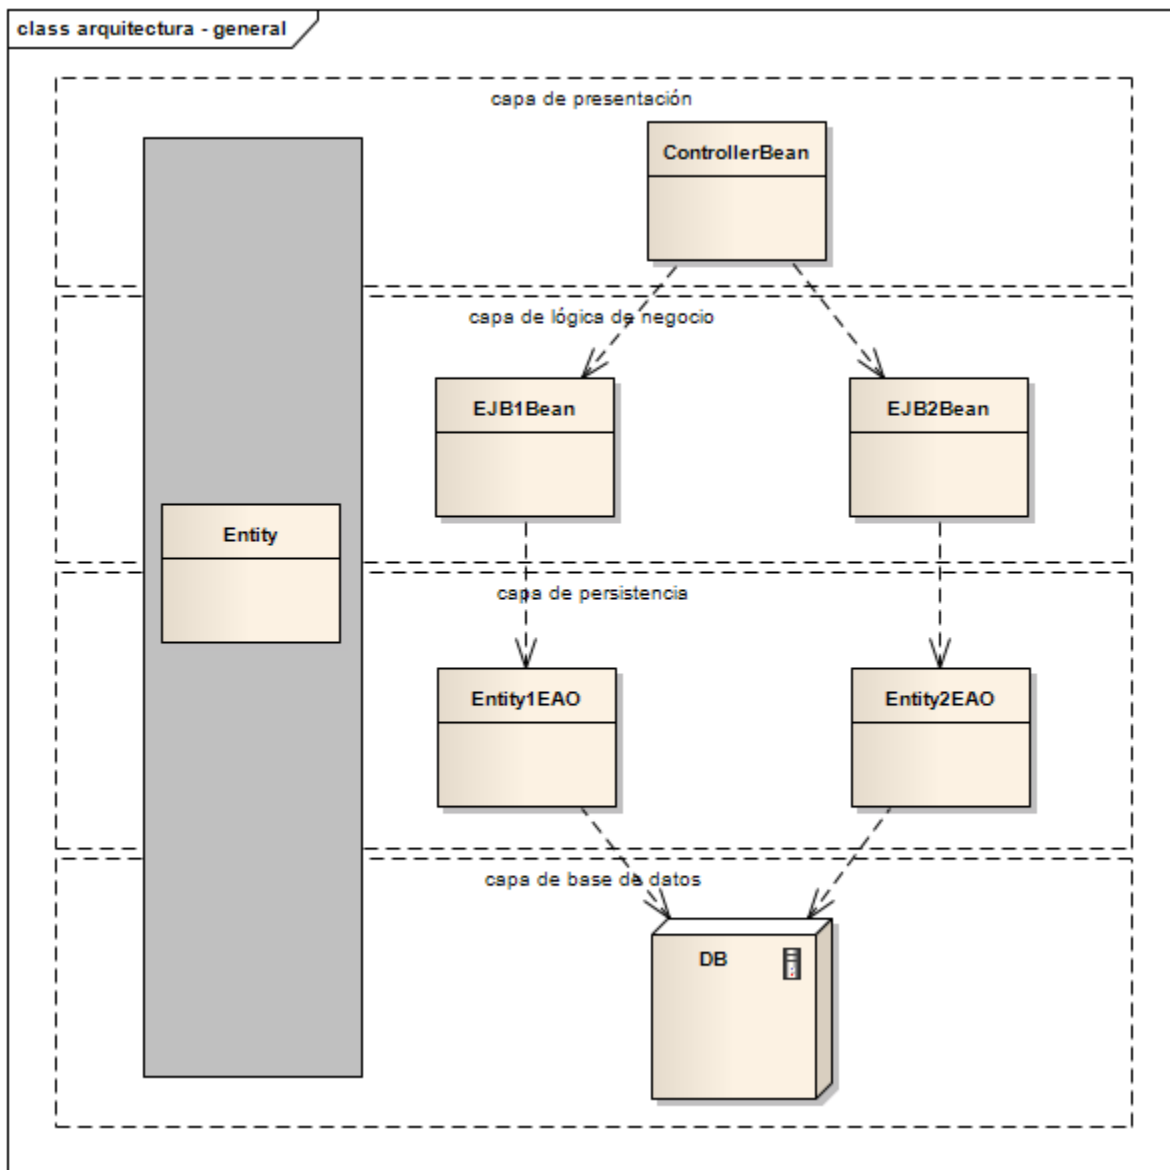 class arquitectura - general
capa de presentación
ControllerBean
capa de lógica de negocio
EJB1Bean
EJB2Bean
Entity
capa de persistencia
Entity1EAO
Entity2EAO
capa de base de datos
DB